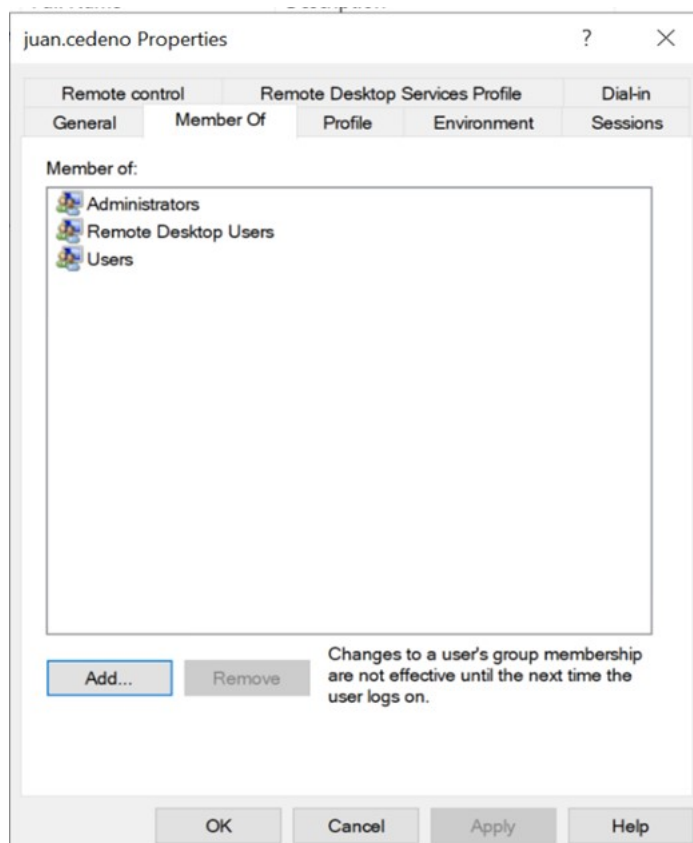 juan.cedeno Properties
? ×
Remote control Remote Desktop Services Profile Dial-in
General Member Of Profile Environment Sessions
Member of:
Administrators
Remote Desktop Users
Users
Add... Remove
Changes to a user's group membership
are not effective until the next time the
user logs on.
OK Cancel Apply Help